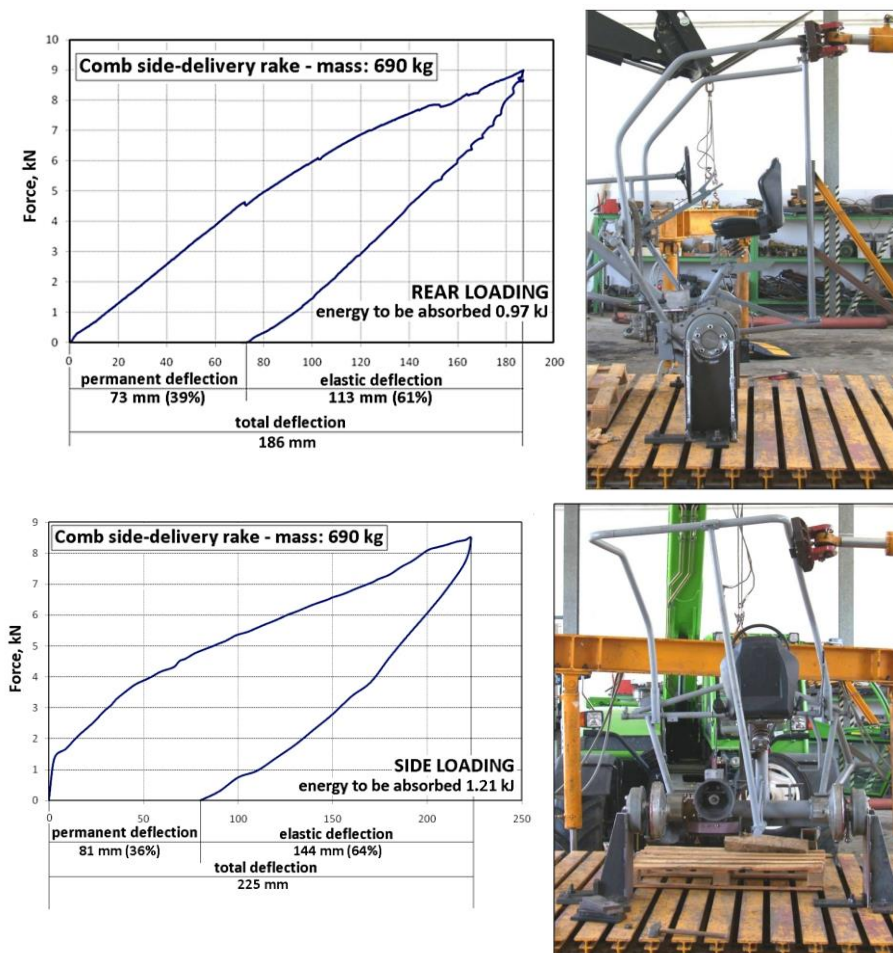 10
9
8
7
6
5
4
3
2
1
0
Force, kN
Comb side-delivery rake - mass: 690 kg
REAR LOADING
energy to be absorbed 0.97 kJ
0 20 40 60 80 100 120 140 160 180 200
permanent deflection elastic deflection
73 mm (39%) 113 mm (61%)
total deflection
186 mm
9
8
7
6
5
4
3
2
1
0
Force, kN
Comb side-delivery rake - mass: 690 kg
SIDE LOADING
energy to be absorbed 1.21 kJ
0 50 100 150 200 250
permanent deflection elastic deflection
81 mm (36%) 144 mm (64%)
total deflection
225 mm